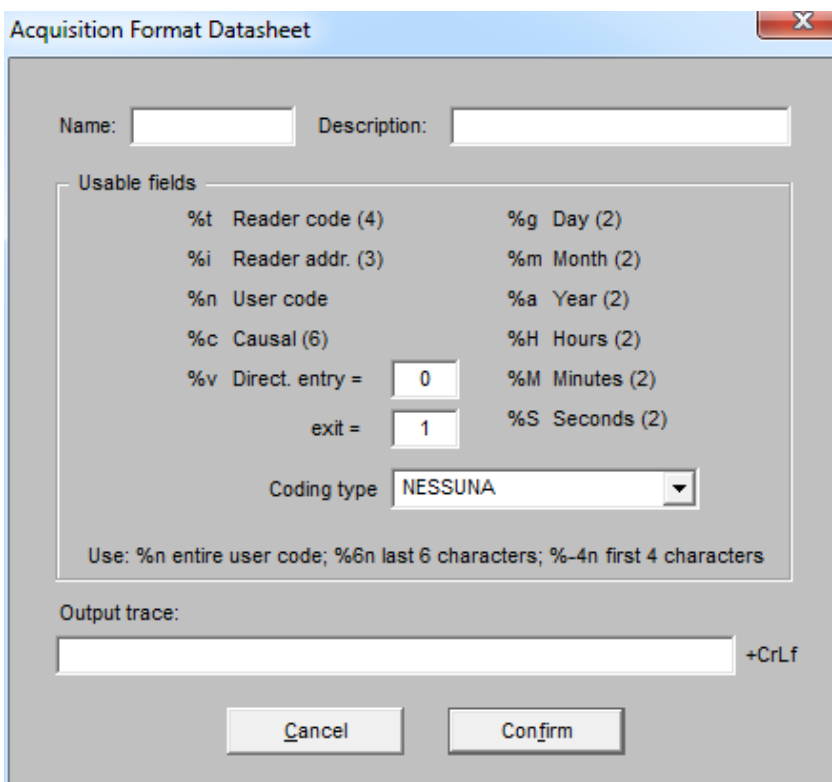 Acquisition Format Datasheet
Name: Description:
Usable fields
%t Reader code (4) %g Day (2)
%i Reader addr. (3) %m Month (2)
%n User code %a Year (2)
%c Causal (6) %H Hours (2)
%v Direct. entry = 0 %M Minutes (2)
exit = 1 %S Seconds (2)
Coding type NESSUNA
Use: %n entire user code; %6n last 6 characters; %-4n first 4 characters
Output trace:
+CrLf
Cancel Confirm